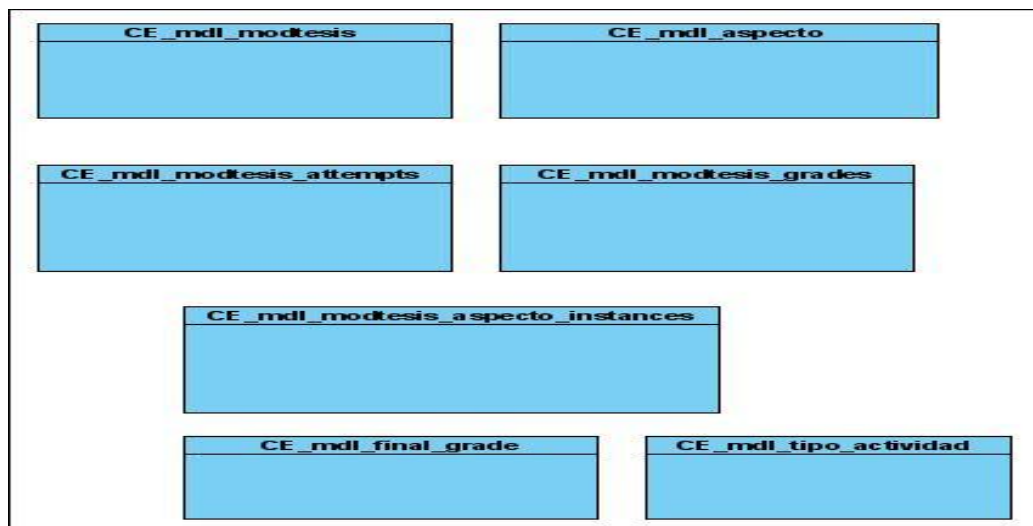 CE_mdl_modtesis
CE_mdl_aspecto
CE_mdl_modtesis_attempts
CE_mdl_modtesis_grades
CE_mdl_modtesis_aspecto_instances
CE_mdl_final_grade
CE_mdl_tipo_actividad